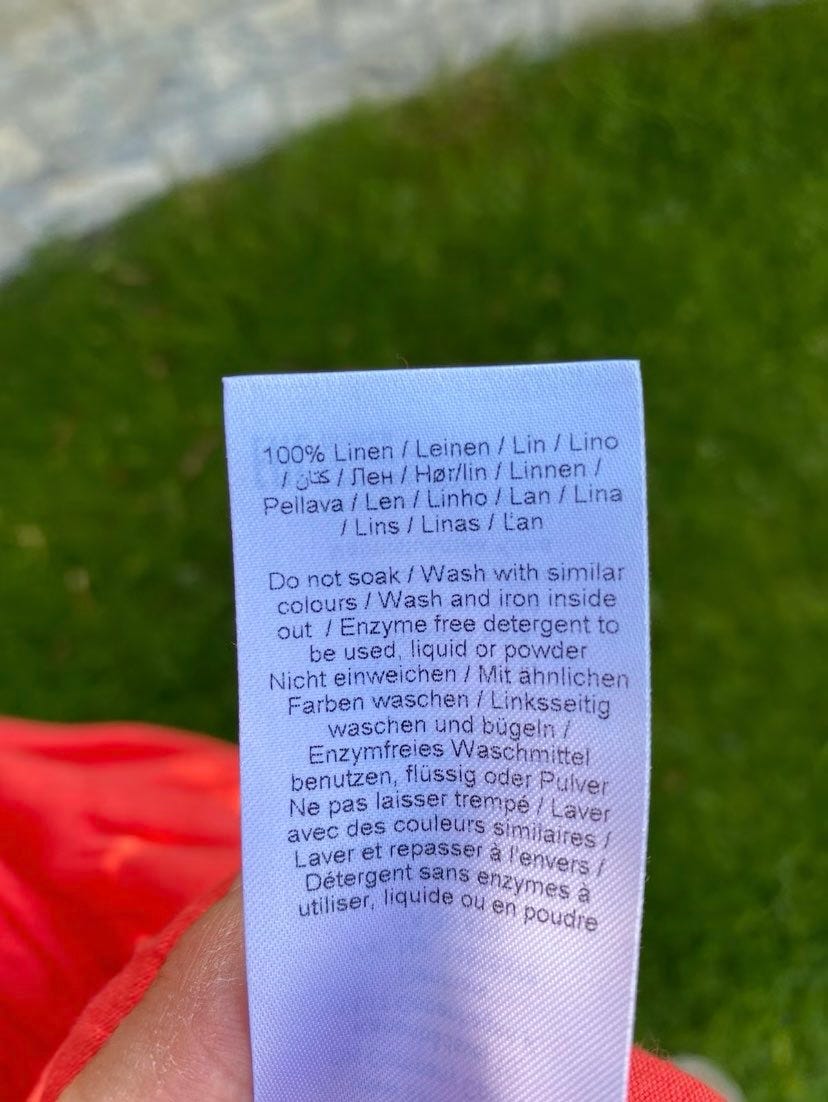 100% Linen / Leinen / Lin / Lino
/ كتان / Лен / Hør/lin / Linnen /
Pellava / Len / Linho / Lan / Lina
/ Lins / Linas / Ľan
Do not soak / Wash with similar
colours / Wash and iron inside
out / Enzyme free detergent to
be used, liquid or powder
Nicht einweichen / Mit ähnlichen
Farben waschen / Linksseitig
waschen und bügeln /
Enzymfreies Waschmittel
benutzen, flüssig oder Pulver
Ne pas laisser trempé / Laver
avec des couleurs similaires /
Laver et repasser à l'envers /
Détergent sans enzymes à
utiliser, liquide ou en poudre